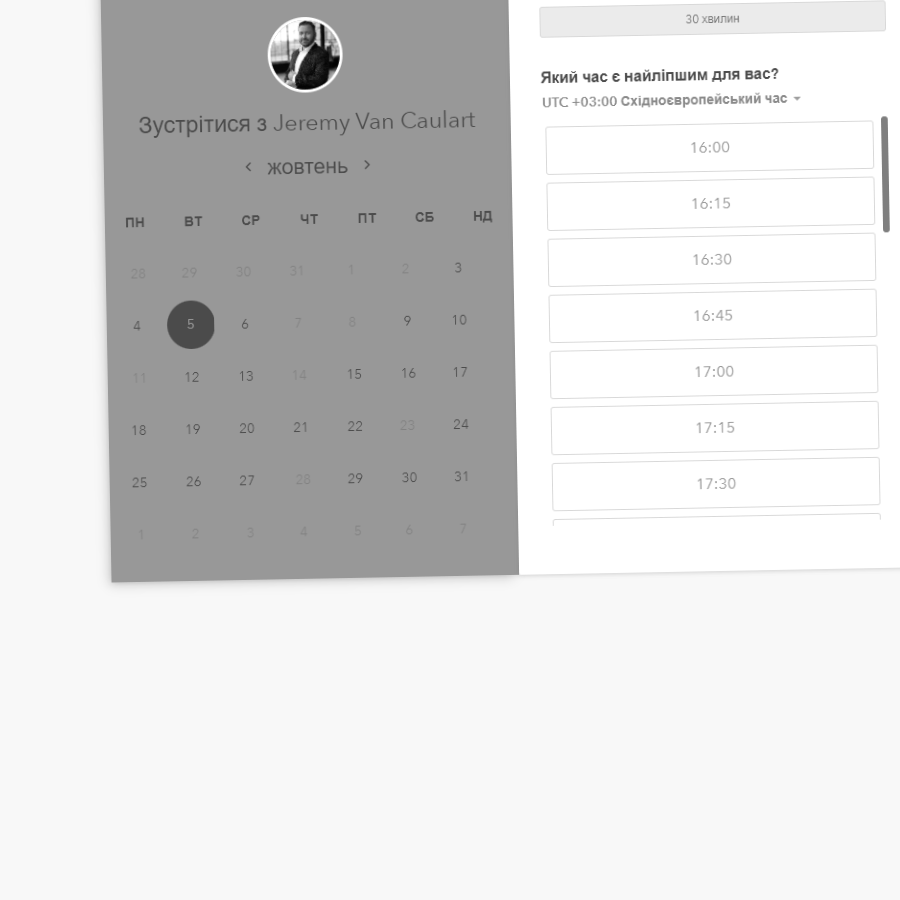 Зустрітися з Jeremy Van Caulart
‹ жовтень ›
ПН ВТ СР ЧТ ПТ СБ НД
28 29 30 31 1 2 3
4 5 6 7 8 9 10
11 12 13 14 15 16 17
18 19 20 21 22 23 24
25 26 27 28 29 30 31
1 2 3 4 5 6 7
30 хвилин
Який час є найліпшим для вас?
UTC +03:00 Східноєвропейський час
16:00
16:15
16:30
16:45
17:00
17:15
17:30